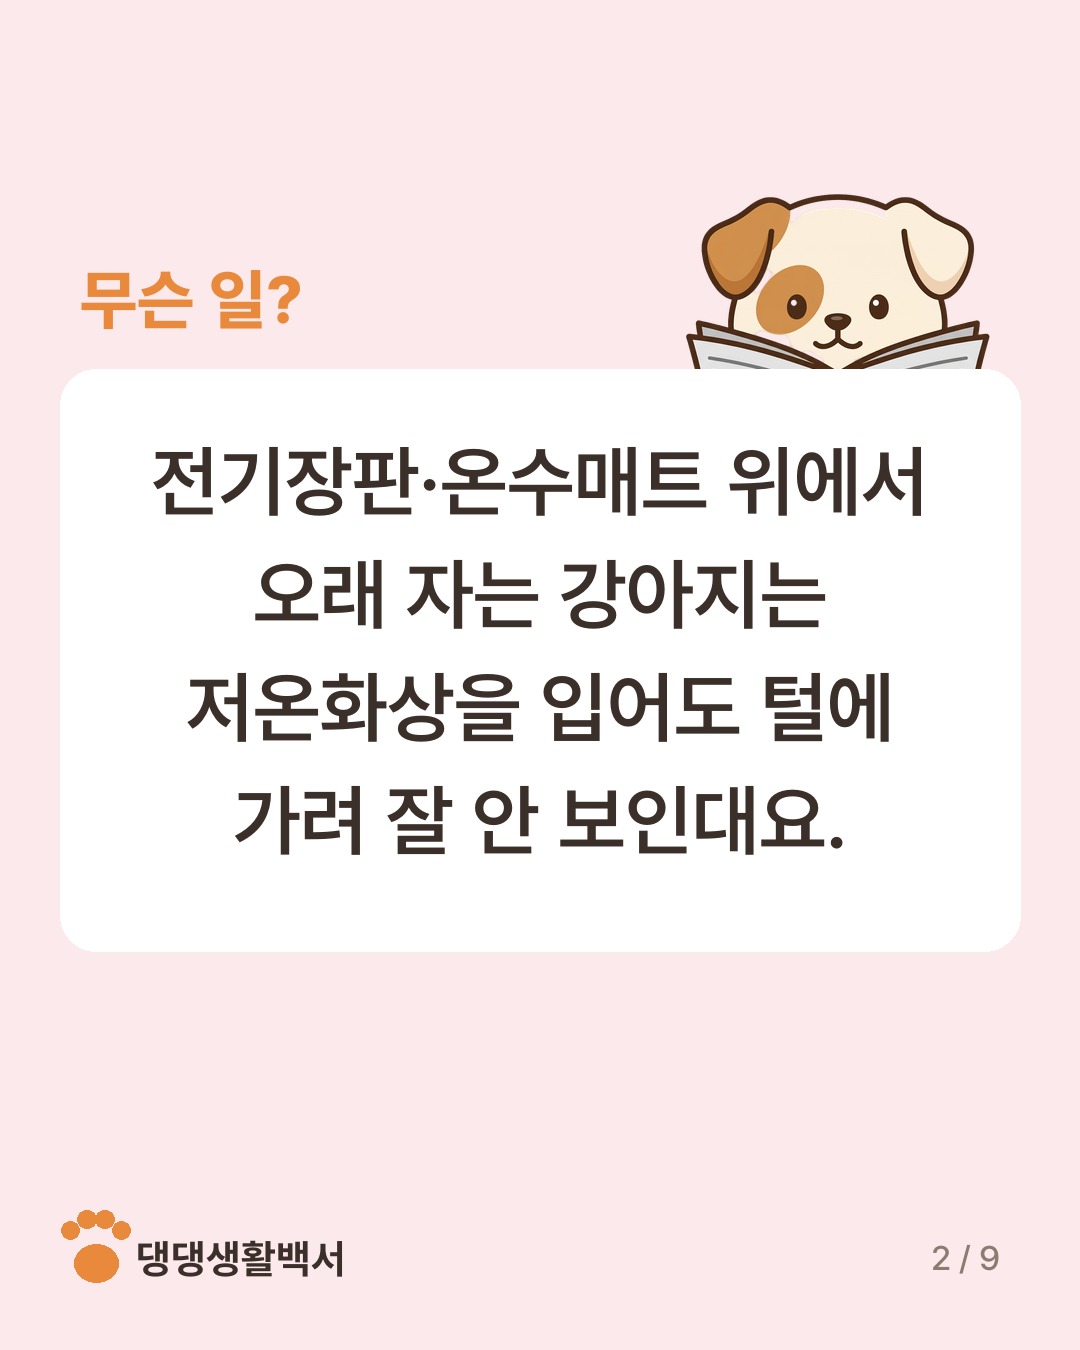 무슨 일?
전기장판·온수매트 위에서
오래 자는 강아지는
저온화상을 입어도 털에
가려 잘 안 보인대요.
댕댕생활백서
2 / 9